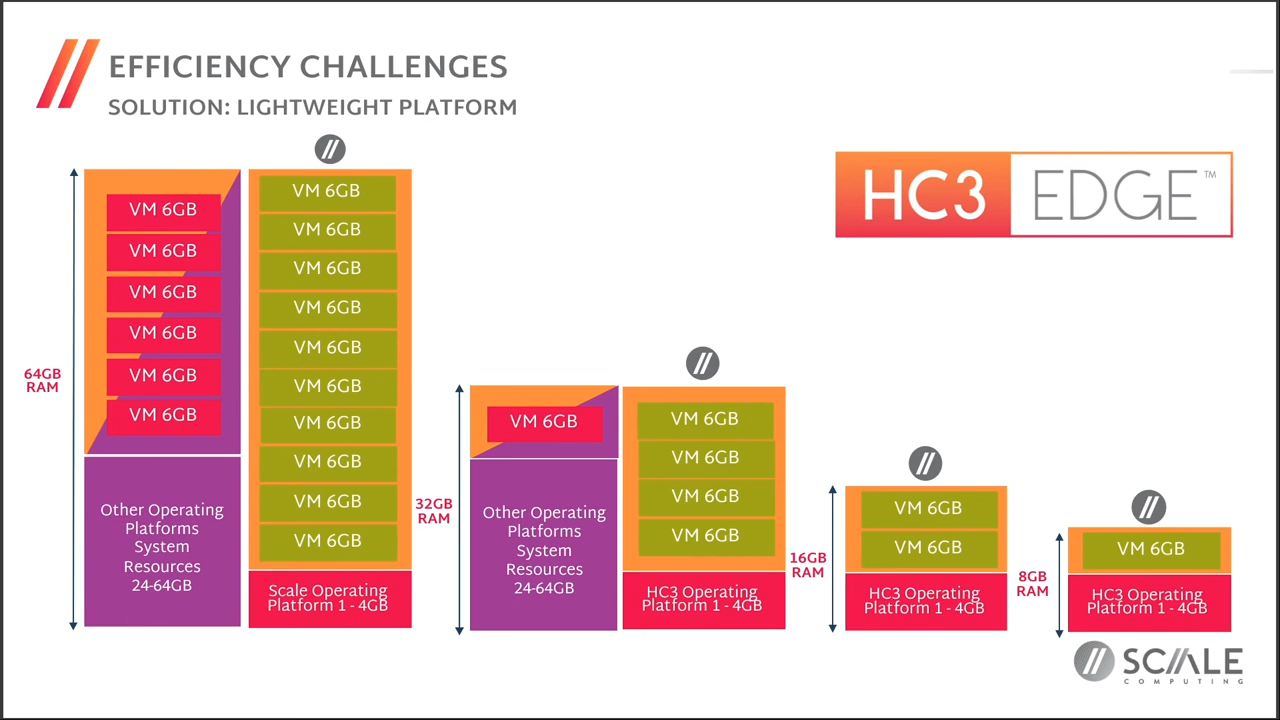 EFFICIENCY CHALLENGES
SOLUTION: LIGHTWEIGHT PLATFORM
HC3 EDGE™
64GB
RAM
VM 6GB
VM 6GB
VM 6GB
VM 6GB
VM 6GB
VM 6GB
Other Operating
Platforms
System
Resources
24-64GB
VM 6GB
VM 6GB
VM 6GB
VM 6GB
VM 6GB
VM 6GB
VM 6GB
VM 6GB
VM 6GB
VM 6GB
Scale Operating
Platform 1 - 4GB
32GB
RAM
VM 6GB
Other Operating
Platforms
System
Resources
24-64GB
VM 6GB
VM 6GB
VM 6GB
VM 6GB
HC3 Operating
Platform 1 - 4GB
16GB
RAM
VM 6GB
VM 6GB
HC3 Operating
Platform 1 - 4GB
8GB
RAM
VM 6GB
HC3 Operating
Platform 1 - 4GB
SCALE
COMPUTING